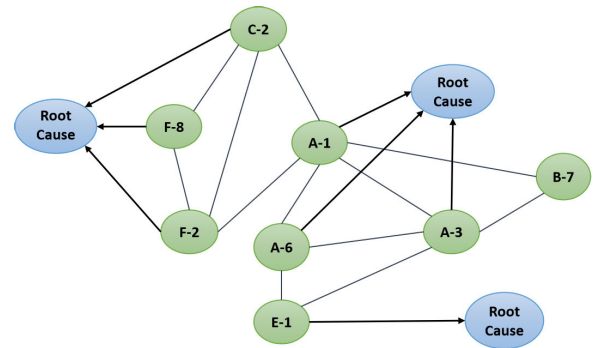 C-2
Root
Cause
Root
Cause
F-8
A-1
B-7
F-2
A-6
A-3
E-1
Root
Cause